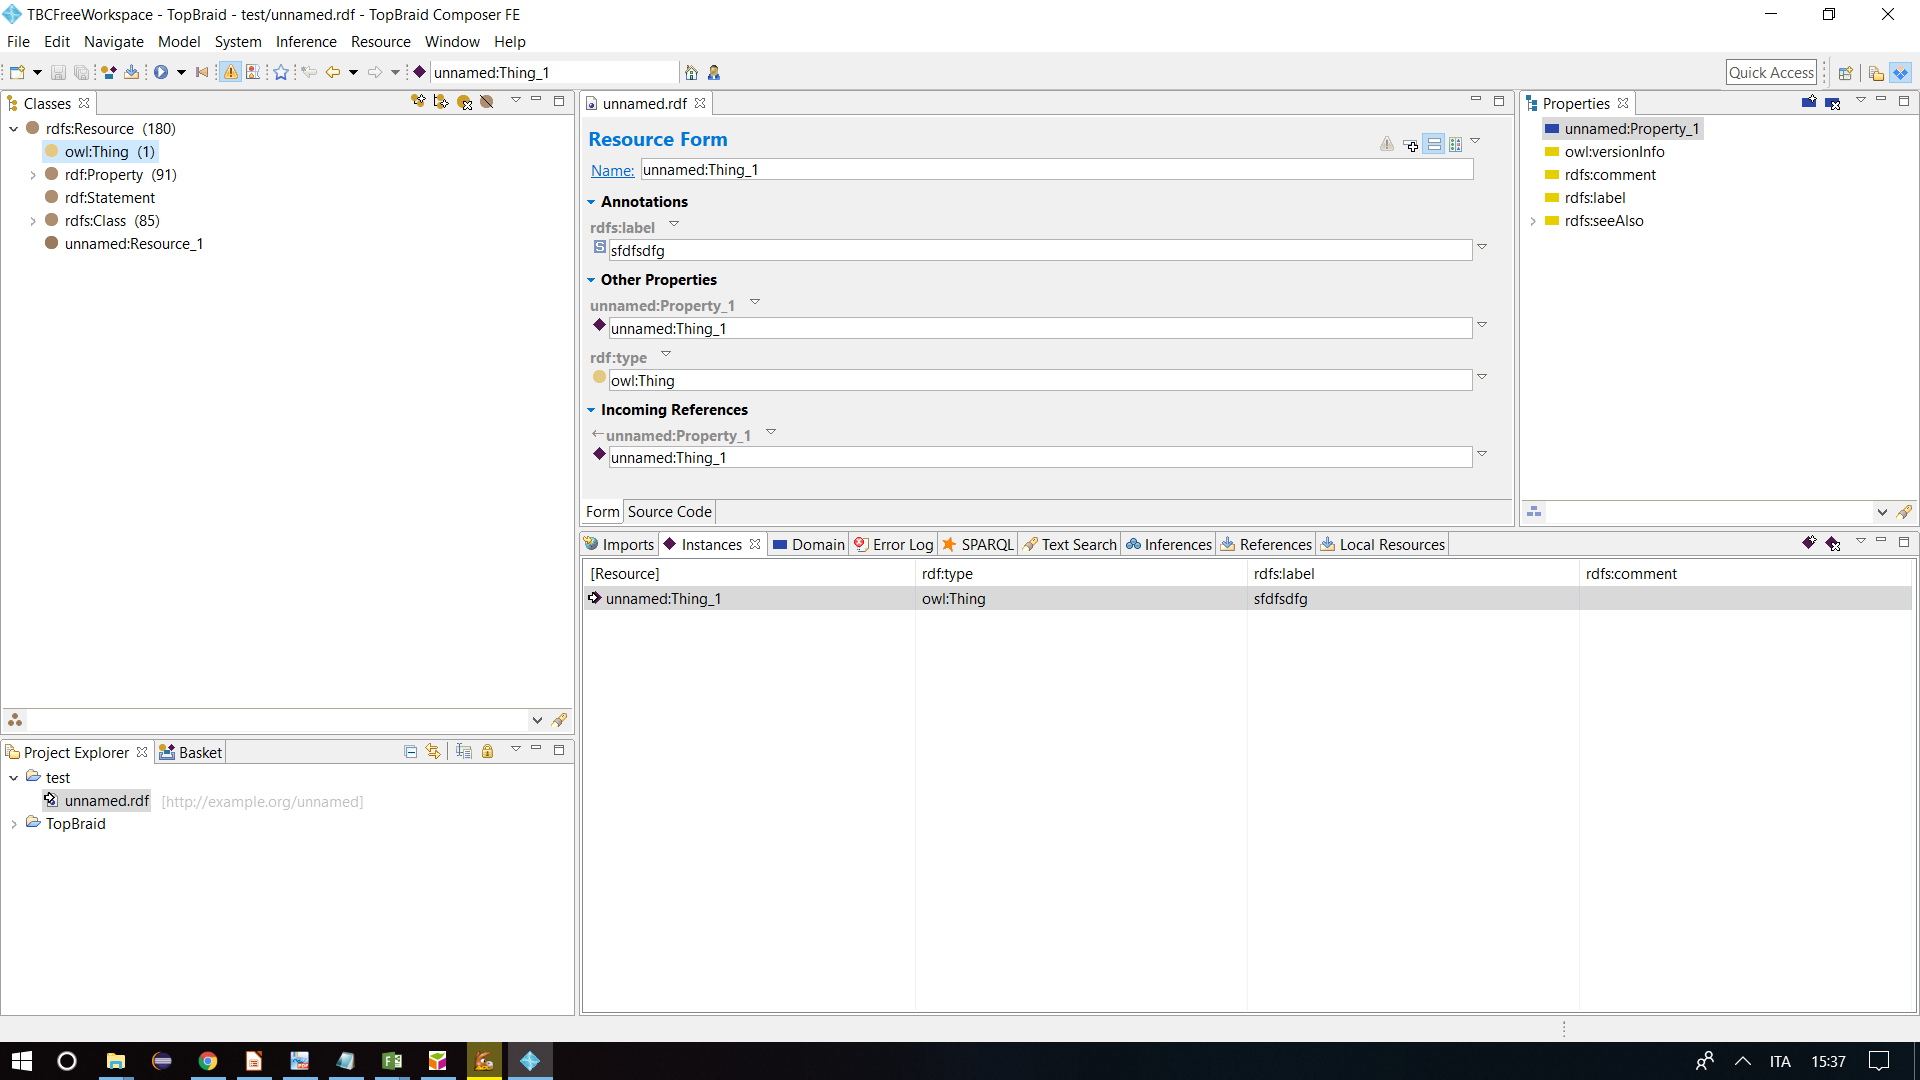 TBCFreeWorkspace - TopBraid - test/unnamed.rdf - TopBraid Composer FE
File Edit Navigate Model System Inference Resource Window Help
unnamed:Thing_1
Quick Access
Classes
rdfs:Resource (180)
owl:Thing (1)
rdf:Property (91)
rdf:Statement
rdfs:Class (85)
unnamed:Resource_1
unnamed.rdf
Resource Form
Name: unnamed:Thing_1
Annotations
rdfs:label
S sfdfsdfg
Other Properties
unnamed:Property_1
unnamed:Thing_1
rdf:type
owl:Thing
Incoming References
unnamed:Property_1
unnamed:Thing_1
Form Source Code
Properties
unnamed:Property_1
owl:versionInfo
rdfs:comment
rdfs:label
rdfs:seeAlso
Project Explorer Basket
test
unnamed.rdf [http://example.org/unnamed]
TopBraid
Imports Instances Domain Error Log SPARQL Text Search Inferences References Local Resources
[Resource] rdf:type rdfs:label rdfs:comment
unnamed:Thing_1 owl:Thing sfdfsdfg
ITA 15:37